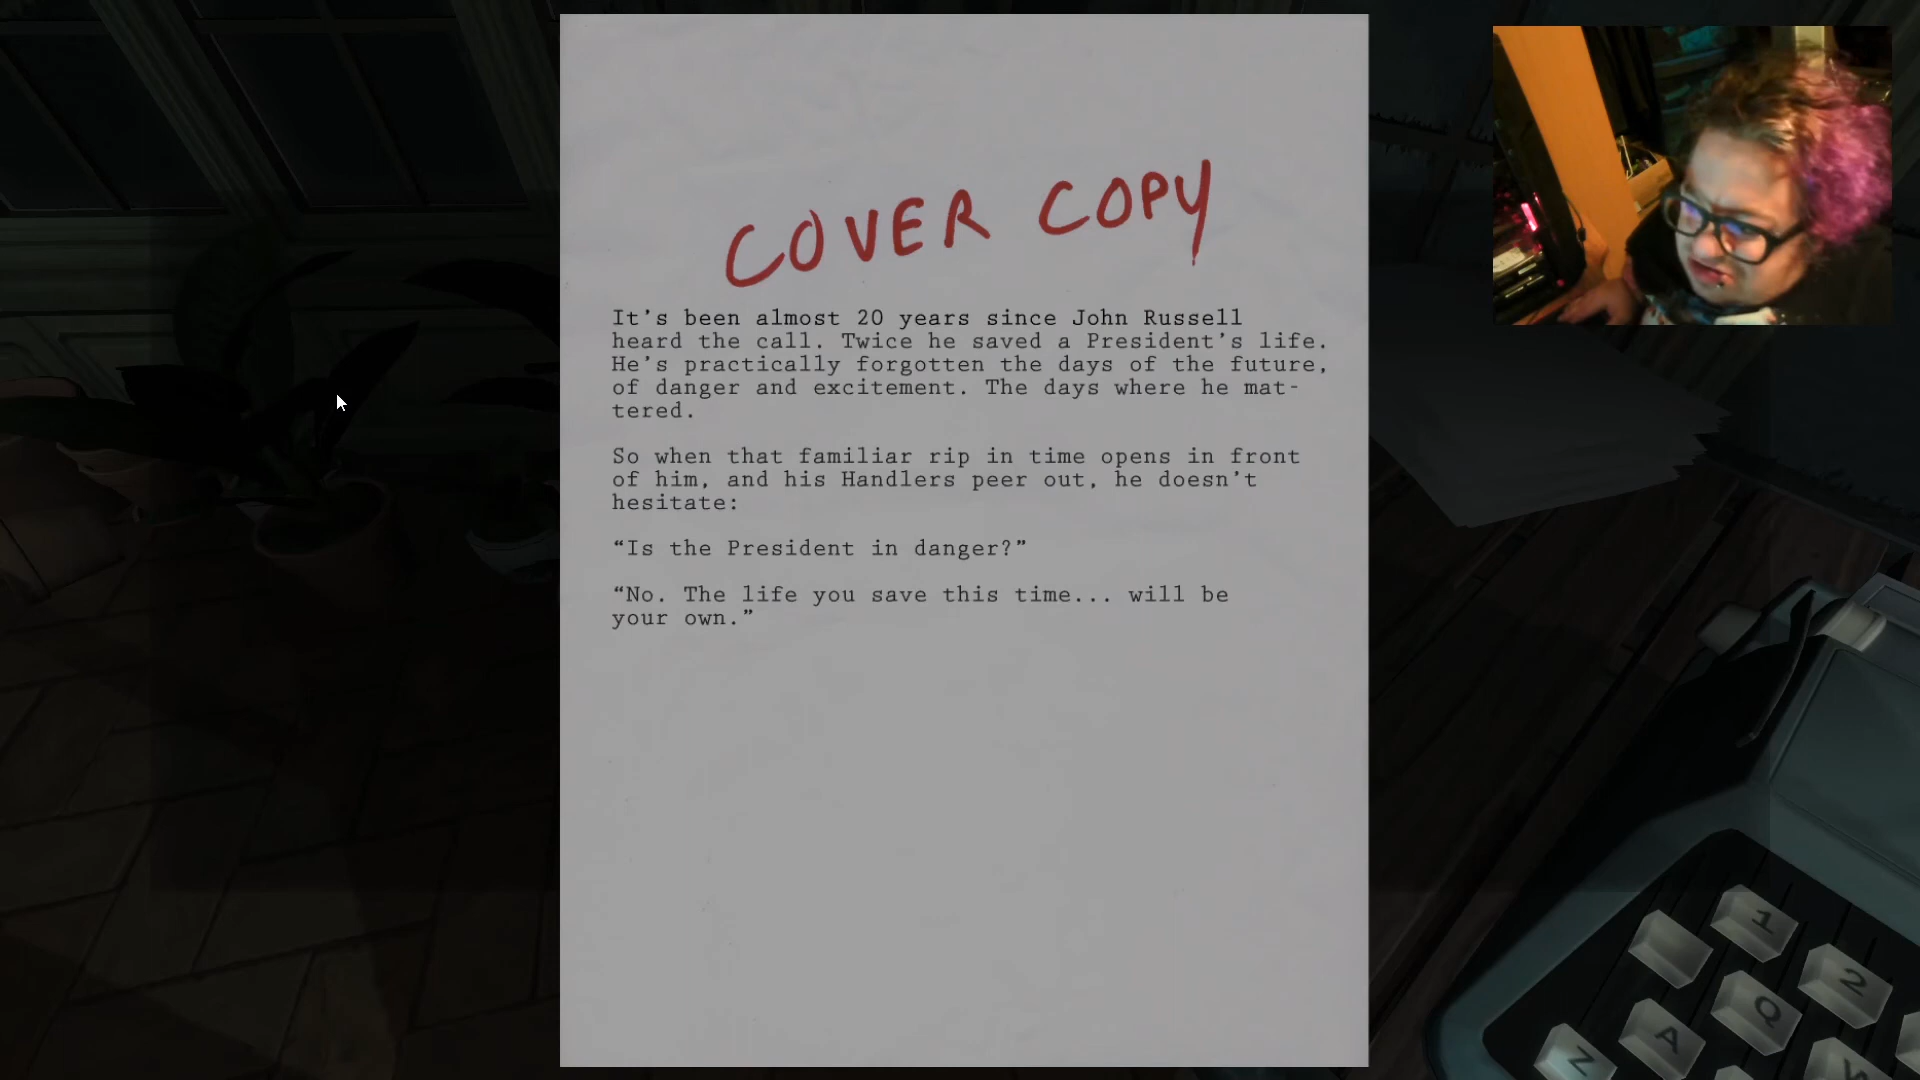 COVER COPY
It's been almost 20 years since John Russell
heard the call. Twice he saved a President's life.
He's practically forgotten the days of the future,
of danger and excitement. The days where he mat-
tered.
So when that familiar rip in time opens in front
of him, and his Handlers peer out, he doesn't
hesitate:
“Is the President in danger?”
“No. The life you save this time... will be
your own.”
1
2
Q
A
Z
W